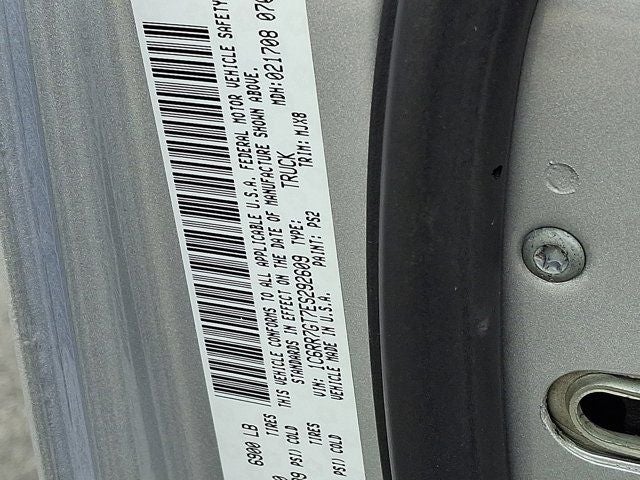 6900 LB
TIRES
PSI) COLD
THIS VEHICLE CONFORMS TO ALL APPLICABLE U.S.A. FEDERAL MOTOR VEHICLE SAFETY
STANDARDS IN EFFECT ON THE DATE OF MANUFACTURE SHOWN ABOVE.
MDH: 021708 070
VIN: 1C6RR7GT7ES292609 TYPE: TRUCK
PAINT: PS2 TRIM: MJX8
VEHICLE MADE IN U.S.A.
TIRES
PSI) COLD